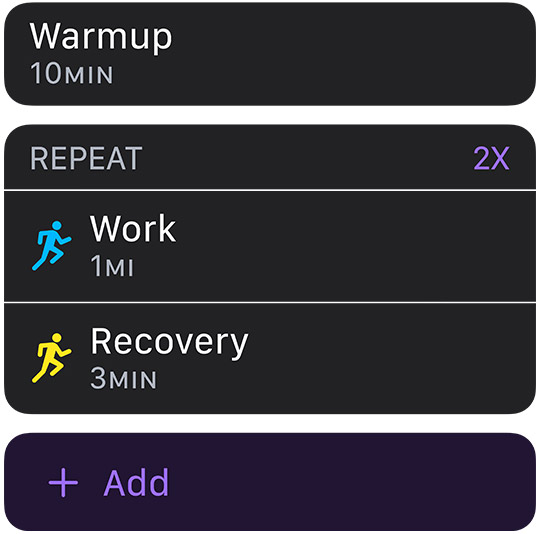 Warmup
10MIN
REPEAT 2X
Work
1MI
Recovery
3MIN
+ Add